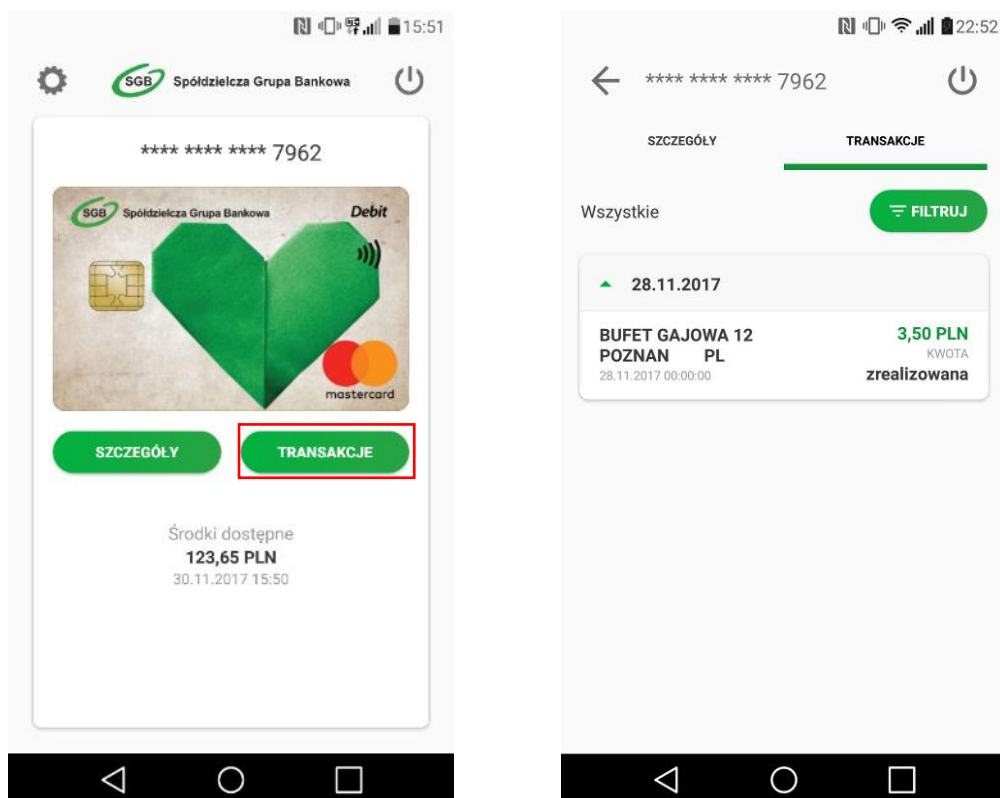 15:51
SGB Spółdzielcza Grupa Bankowa
**** **** **** 7962
SGB Spółdzielcza Grupa Bankowa Debit
mastercard
SZCZEGÓŁY TRANSAKCJE
Środki dostępne
123,65 PLN
30.11.2017 15:50
22:52
**** **** **** 7962
SZCZEGÓŁY TRANSAKCJE
Wszystkie FILTRUJ
28.11.2017
BUFET GAJOWA 12 3,50 PLN
POZNAN PL KWOTA
28.11.2017 00:00:00 zrealizowana